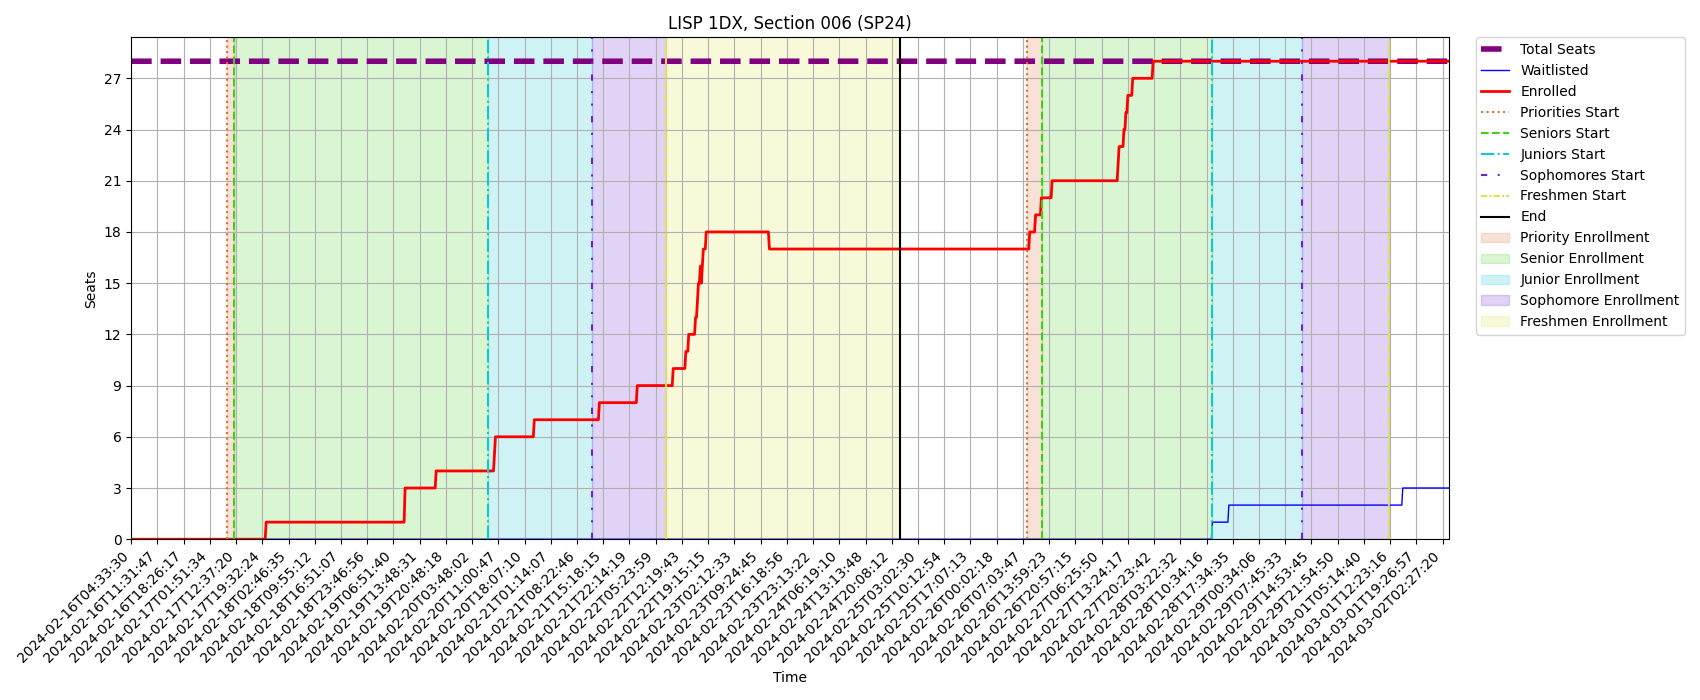 LISP 1DX, Section 006 (SP24)
Seats
27
24
21
18
15
12
9
6
3
0
2024-02-16T04:33:30
2024-02-16T11:31:47
2024-02-16T18:26:17
2024-02-17T01:51:34
2024-02-17T12:37:20
2024-02-17T19:32:24
2024-02-18T02:46:35
2024-02-18T09:55:12
2024-02-18T16:51:07
2024-02-18T23:46:56
2024-02-19T06:51:40
2024-02-19T13:48:31
2024-02-19T20:48:18
2024-02-20T03:48:02
2024-02-20T11:00:47
2024-02-20T18:07:10
2024-02-21T01:14:07
2024-02-21T08:22:46
2024-02-21T15:18:15
2024-02-21T22:14:19
2024-02-22T05:23:59
2024-02-22T12:19:43
2024-02-22T19:15:15
2024-02-23T02:12:33
2024-02-23T09:24:45
2024-02-23T16:18:56
2024-02-23T23:13:22
2024-02-24T06:19:10
2024-02-24T13:13:48
2024-02-24T20:08:12
2024-02-25T03:02:30
2024-02-25T10:12:54
2024-02-25T17:07:13
2024-02-26T00:02:18
2024-02-26T07:03:47
2024-02-26T13:59:23
2024-02-26T20:57:15
2024-02-27T06:25:50
2024-02-27T13:24:17
2024-02-27T20:23:42
2024-02-28T03:22:32
2024-02-28T10:34:16
2024-02-28T17:34:35
2024-02-29T00:34:06
2024-02-29T07:45:33
2024-02-29T14:53:45
2024-02-29T21:54:50
2024-03-01T05:14:40
2024-03-01T12:23:16
2024-03-01T19:26:57
2024-03-02T02:27:20
Time
Total Seats
Waitlisted
Enrolled
Priorities Start
Seniors Start
Juniors Start
Sophomores Start
Freshmen Start
End
Priority Enrollment
Senior Enrollment
Junior Enrollment
Sophomore Enrollment
Freshmen Enrollment